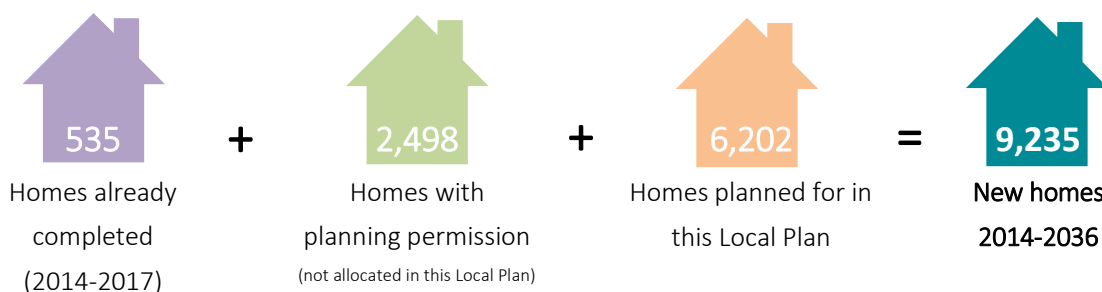 535 + 2,498 + 6,202 = 9,235
Homes already
completed
(2014-2017)
Homes with
planning permission
(not allocated in this Local Plan)
Homes planned for in
this Local Plan
New homes
2014-2036